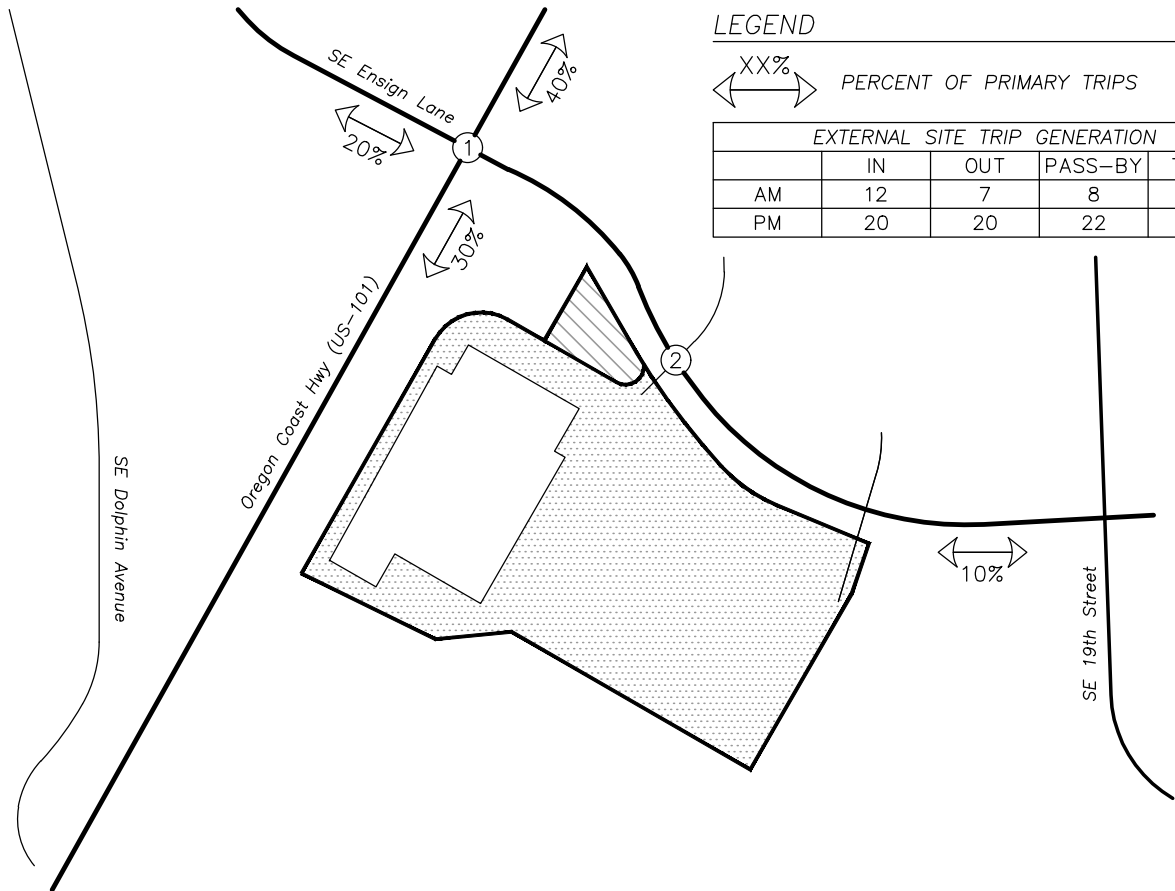 LEGEND
XX%
PERCENT OF PRIMARY TRIPS
EXTERNAL SITE TRIP GENERATION
IN OUT PASS-BY
AM 12 7 8
PM 20 20 22
SE Ensign Lane
40%
20%
1
30%
Oregon Coast Hwy (US-101)
2
SE Dolphin Avenue
10%
SE 19th Street